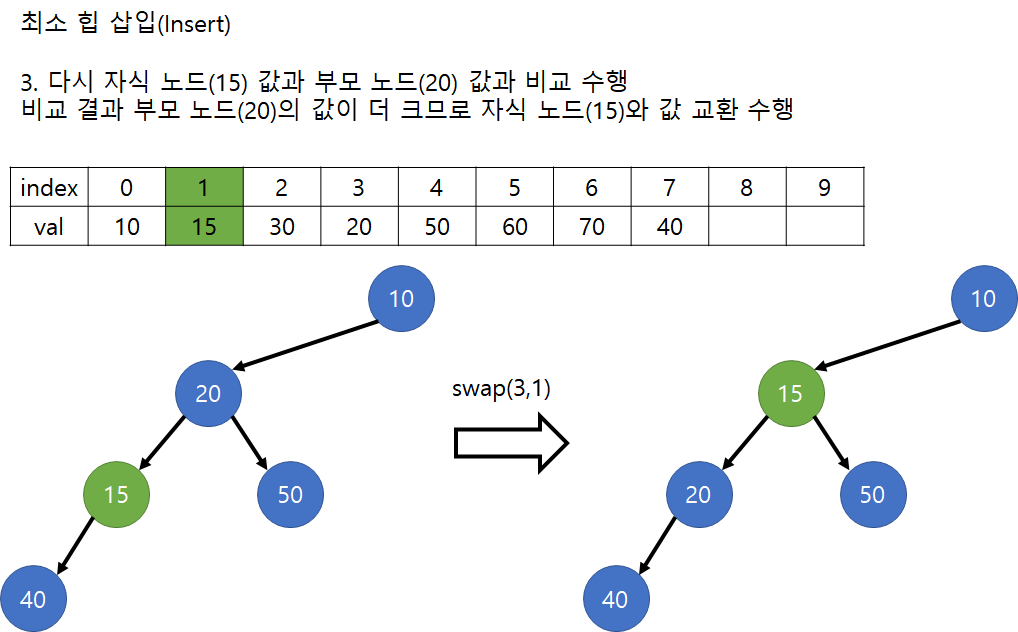 최소 힙 삽입(Insert)
3. 다시 자식 노드(15) 값과 부모 노드(20) 값과 비교 수행
비교 결과 부모 노드(20)의 값이 더 크므로 자식 노드(15)와 값 교환 수행
index 0 1 2 3 4 5 6 7 8 9
val 10 15 30 20 50 60 70 40
10
20
15 50
40
swap(3,1)
10
15
20 50
40